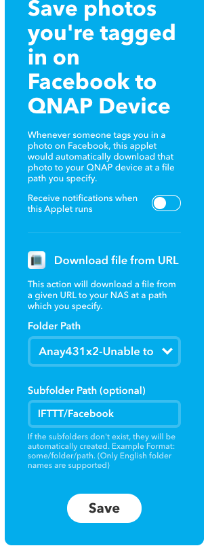 Save photos
you're tagged
in on
Facebook to
QNAP Device
Whenever someone tags you in a
photo on Facebook, this applet
would automatically download that
photo to your QNAP device at a file
path you specify.
Receive notifications when
this Applet runs
Download file from URL
This action will download a file from
a given URL to your NAS at a path
which you specify.
Folder Path
Anay431x2-Unable to
Subfolder Path (optional)
IFTTT/Facebook
If the subfolders don't exist, they will be
automatically created. Example Format:
some/folder/path. (Only English folder
names are supported)
Save